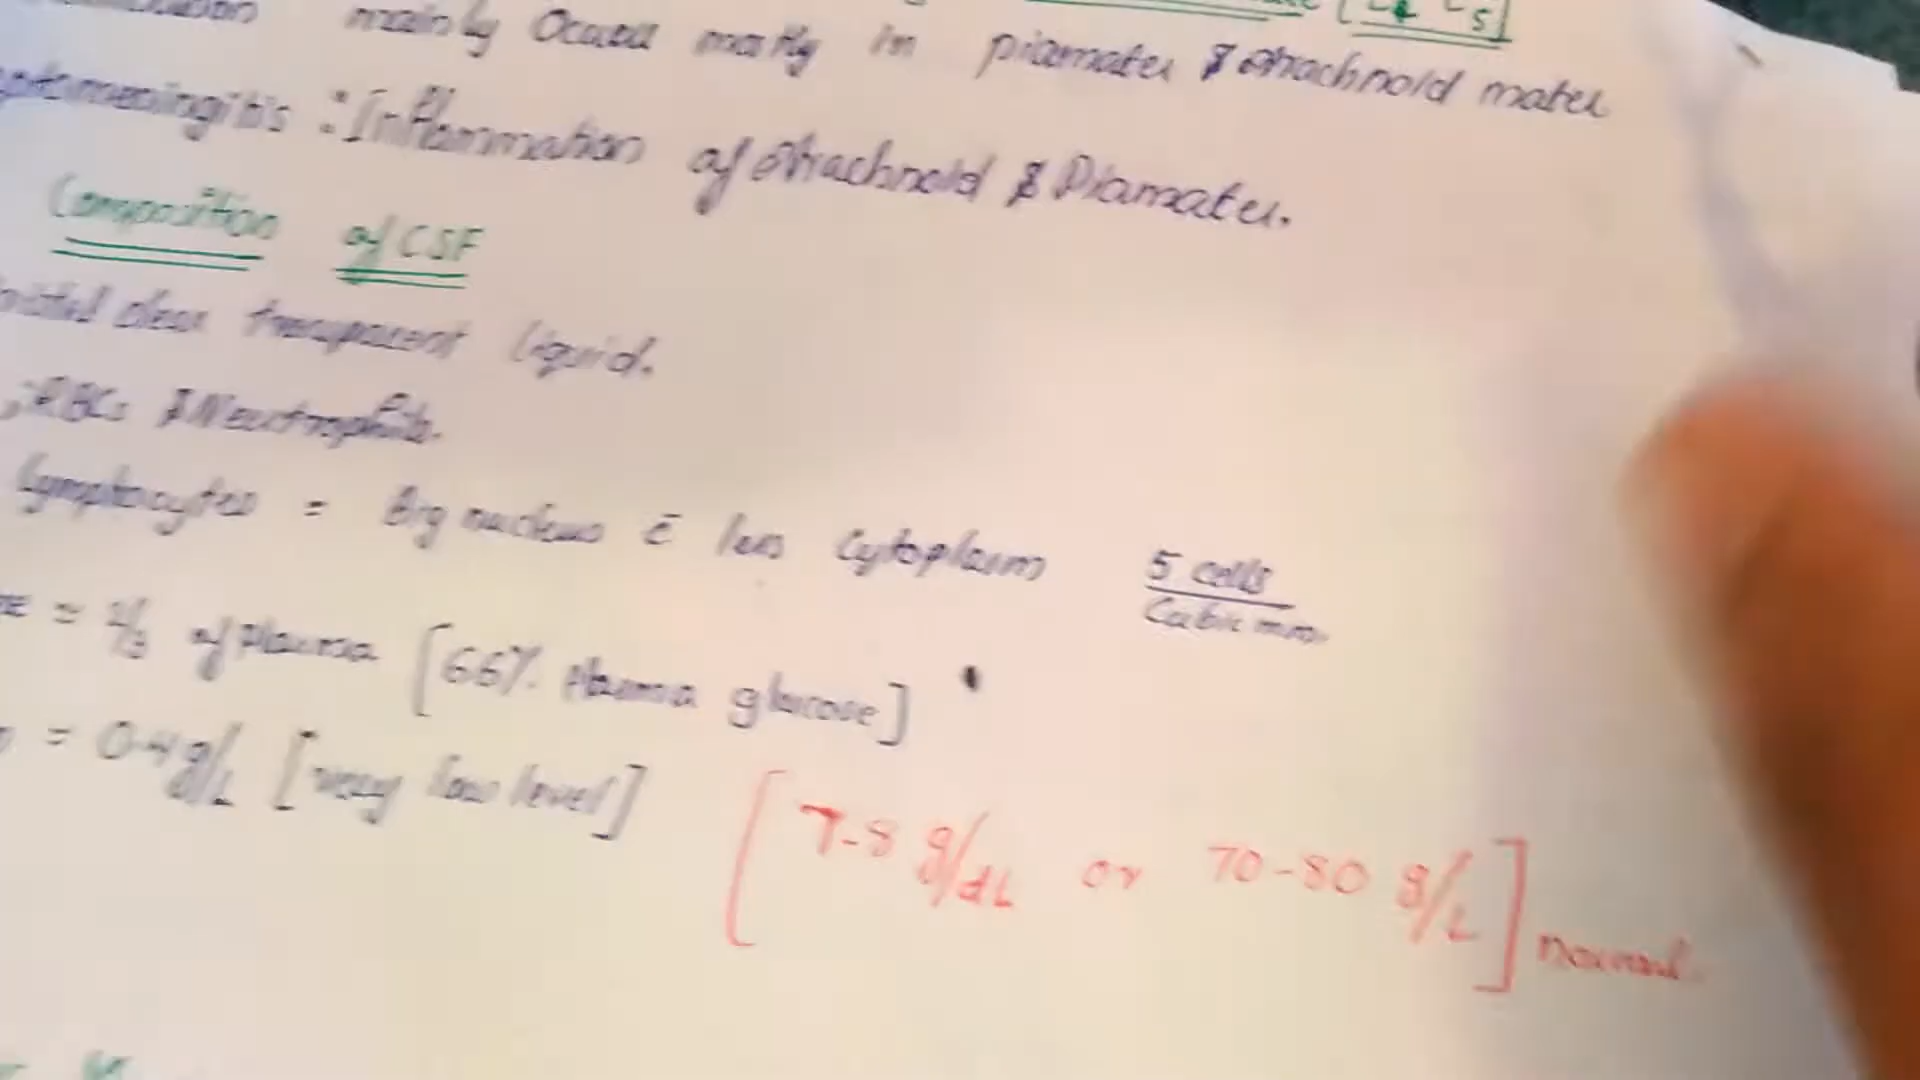 mainly Occurs mostly in piamater & Arachnoid mater
meningitis : Inflammation of Arachnoid & Piamater.
Composition of CSF
clear transparent liquid.
RBCs & Neutrophils.
Lymphocytes = Big nucleus c̄ less Cytoplasm 5 cells
Cubic mm.
= 2/3 of Plasma [66% Plasma glucose]
= 0.4 g/L [very low level]
[7-8 g/dL or 70-80 g/L] normal.